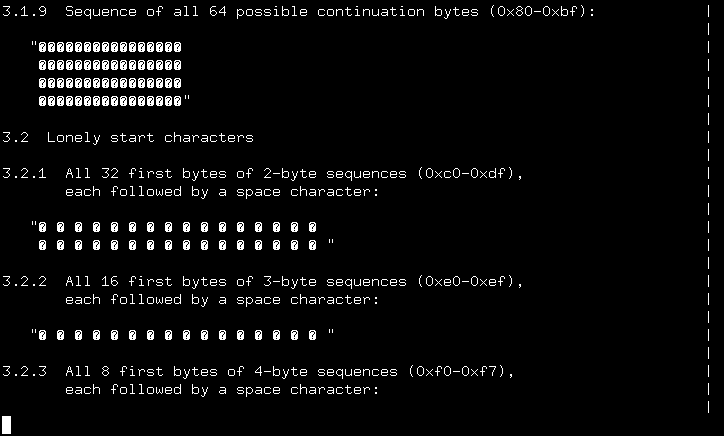 3.1.9  Sequence of all 64 possible continuation bytes (0x80-0xbf):                |
                                                                              |
   "����������������                                                          |
    ����������������                                                          |
    ����������������                                                          |
    ����������������"                                                         |
                                                                              |
3.2  Lonely start characters                                                  |
                                                                              |
3.2.1  All 32 first bytes of 2-byte sequences (0xc0-0xdf),                    |
       each followed by a space character:                                    |
                                                                              |
   "� � � � � � � � � � � � � � � �                                           |
    � � � � � � � � � � � � � � � � "                                         |
                                                                              |
3.2.2  All 16 first bytes of 3-byte sequences (0xe0-0xef),                    |
       each followed by a space character:                                    |
                                                                              |
   "� � � � � � � � � � � � � � � � "                                         |
                                                                              |
3.2.3  All 8 first bytes of 4-byte sequences (0xf0-0xf7),                     |
       each followed by a space character:                                    |
                                                                              |